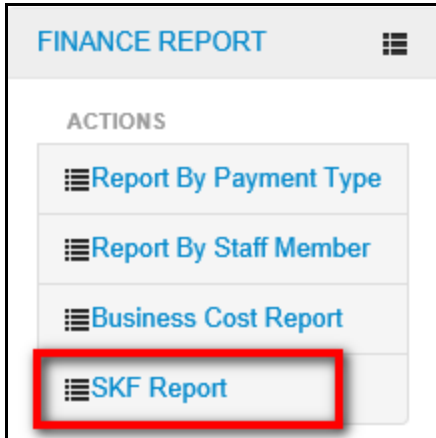 FINANCE REPORT
ACTIONS
Report By Payment Type
Report By Staff Member
Business Cost Report
SKF Report